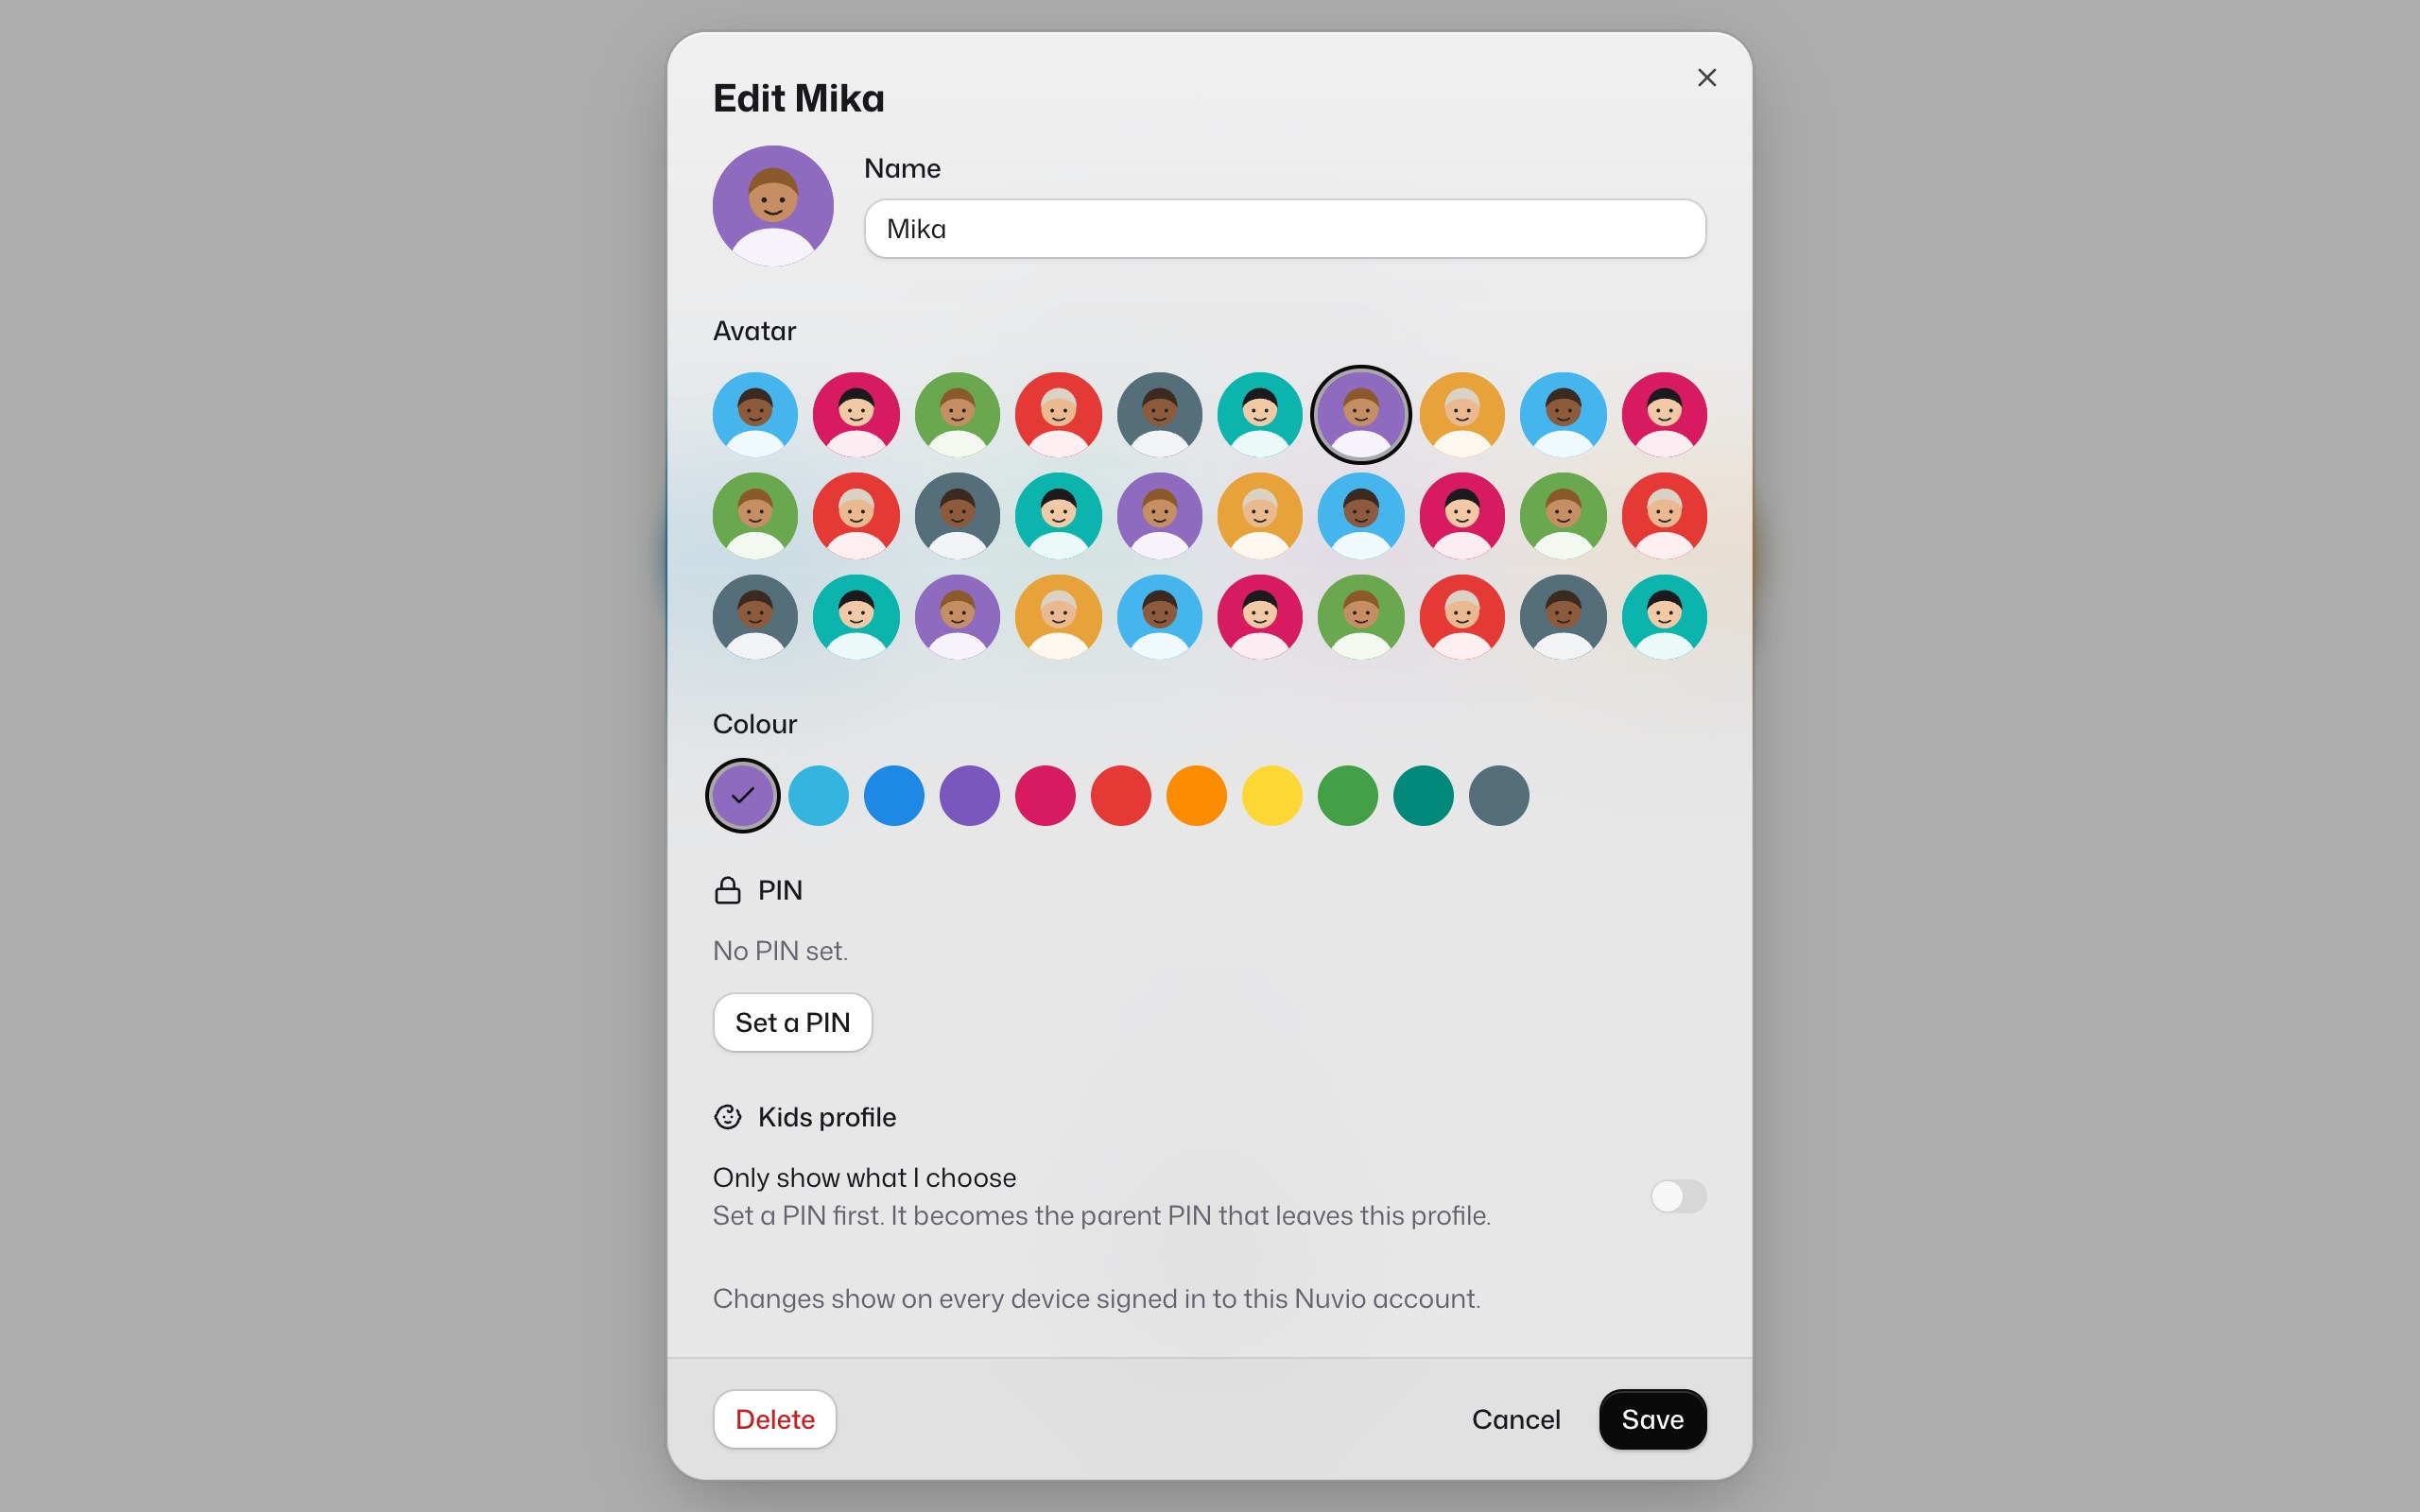 Edit Mika
Name
Mika
Avatar
Colour
PIN
No PIN set.
Set a PIN
Kids profile
Only show what I choose
Set a PIN first. It becomes the parent PIN that leaves this profile.
Changes show on every device signed in to this Nuvio account.
Delete
Cancel
Save